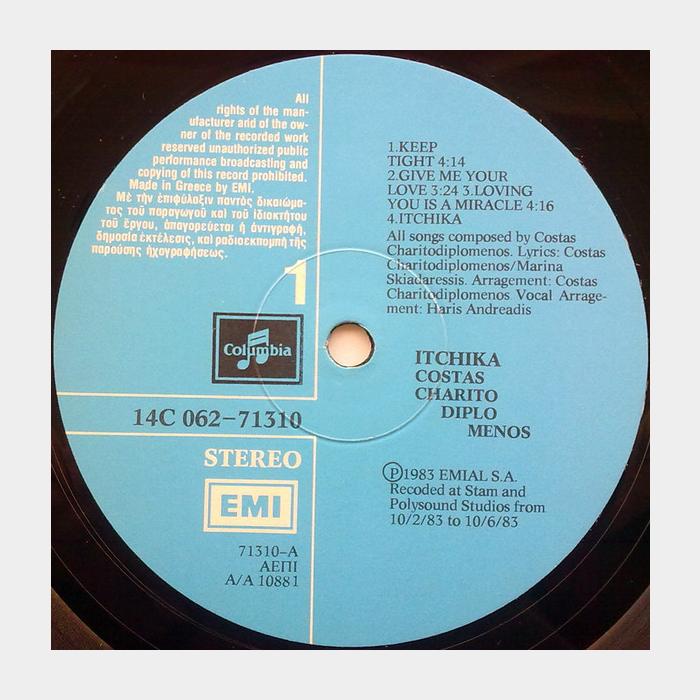 All
rights of the man-
ufacturer and of the ow-
ner of the recorded work
reserved unauthorized public
performance broadcasting and
copying of this record prohibited.
Made in Greece by EMI.
Μὲ τὴν ἐπιφύλαξιν παντὸς δικαιώμα-
τος τοῦ παραγωγοῦ καὶ τοῦ ἰδιοκτήτου
τοῦ ἔργου, ἀπαγορεύεται ἡ ἀντιγραφή,
δημοσία ἐκτέλεσις, καὶ ραδιοεκπομπή τῆς
παρούσης ἠχογραφήσεως.
1
Columbia
14C 062-71310
STEREO
EMI
71310-A
ΑΕΠΙ
A/A 10881
1.KEEP
TIGHT 4:14
2.GIVE ME YOUR
LOVE 3:24 3.LOVING
YOU IS A MIRACLE 4:16
4.ITCHIKA
All songs composed by Costas
Charitodiplomenos. Lyrics: Costas
Charitodiplomenos/Marina
Skiadaressis. Arragement: Costas
Charitodiplomenos Vocal Arrage-
ment: Haris Andreadis
ITCHIKA
COSTAS
CHARITO
DIPLO
MENOS
Ⓟ1983 EMIAL S.A.
Recoded at Stam and
Polysound Studios from
10/2/83 to 10/6/83